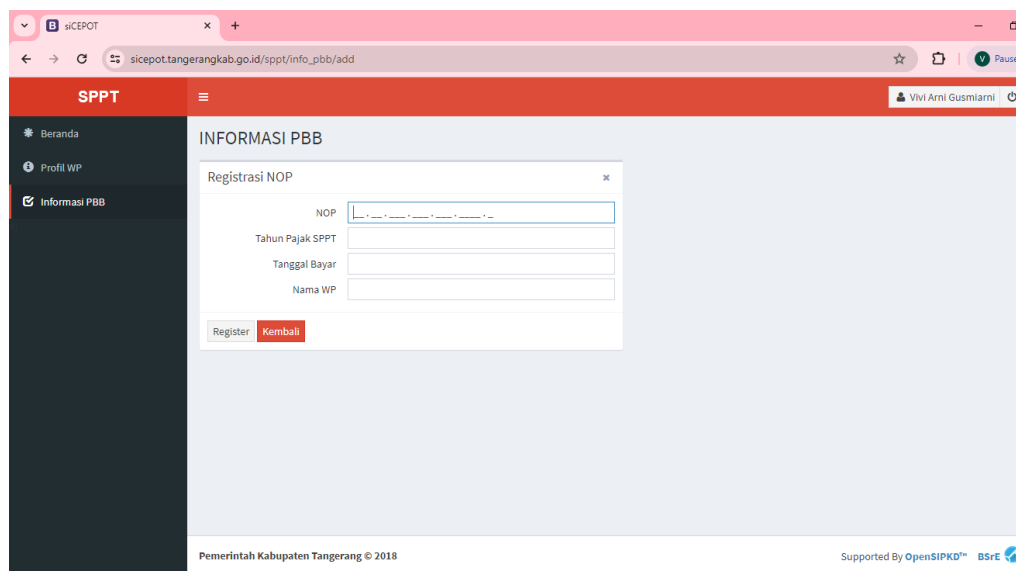 siCEPOT
sicepot.tangerangkab.go.id/sppt/info_pbb/add
V Pause
SPPT
Vivi Arni Gusmiarni
Beranda
Profil WP
Informasi PBB
INFORMASI PBB
Registrasi NOP
NOP __.__.___.___.___.____._
Tahun Pajak SPPT
Tanggal Bayar
Nama WP
Register Kembali
Pemerintah Kabupaten Tangerang © 2018
Supported By OpenSIPKD™ BSrE